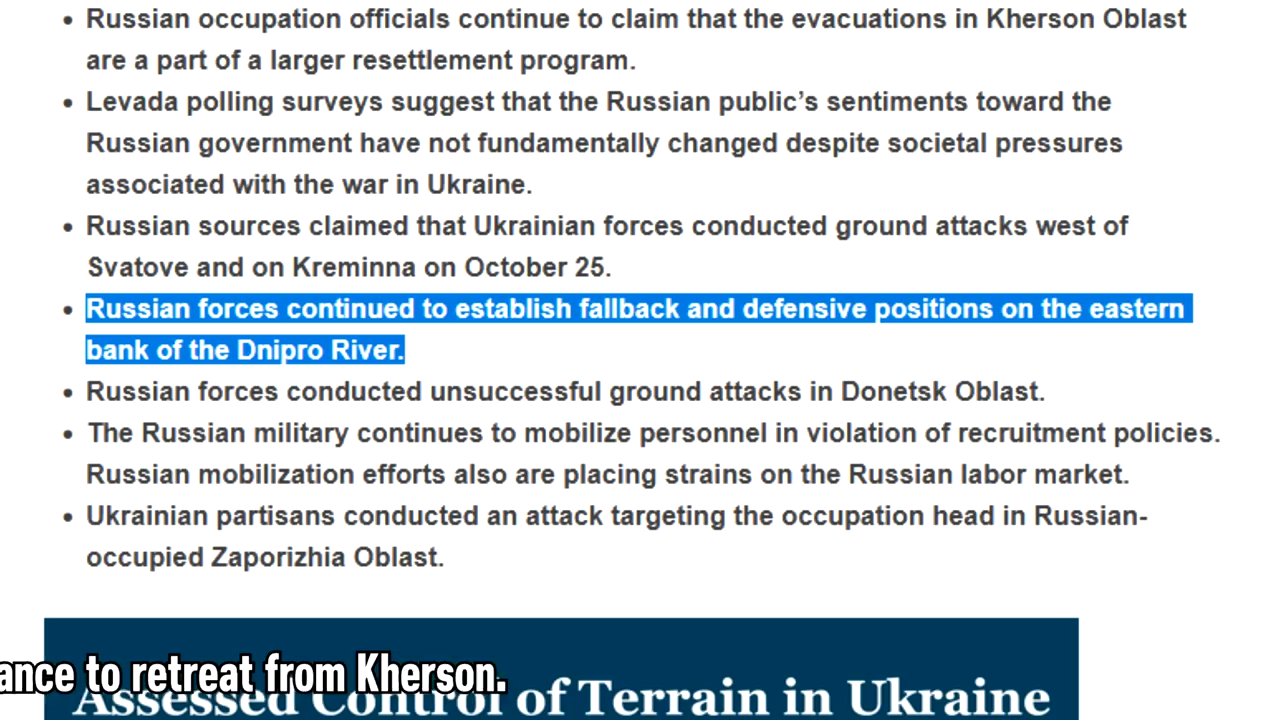 Russian occupation officials continue to claim that the evacuations in Kherson Oblast
are a part of a larger resettlement program.
Levada polling surveys suggest that the Russian public’s sentiments toward the
Russian government have not fundamentally changed despite societal pressures
associated with the war in Ukraine.
Russian sources claimed that Ukrainian forces conducted ground attacks west of
Svatove and on Kreminna on October 25.
Russian forces continued to establish fallback and defensive positions on the eastern
bank of the Dnipro River.
Russian forces conducted unsuccessful ground attacks in Donetsk Oblast.
The Russian military continues to mobilize personnel in violation of recruitment policies.
Russian mobilization efforts also are placing strains on the Russian labor market.
Ukrainian partisans conducted an attack targeting the occupation head in Russian-
occupied Zaporizhia Oblast.
to retreat from Kherson.
Assessed Control of Terrain in Ukraine